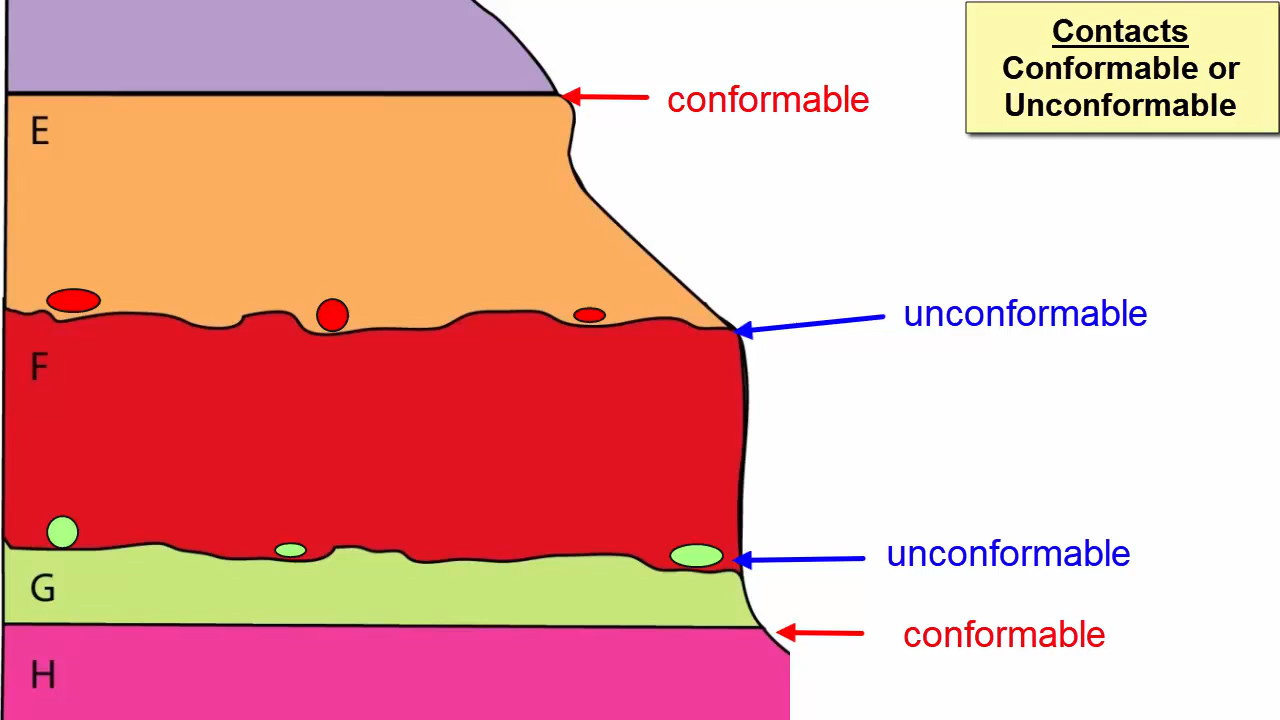 Contacts
Conformable or
Unconformable
conformable
E
unconformable
F
unconformable
G
conformable
H